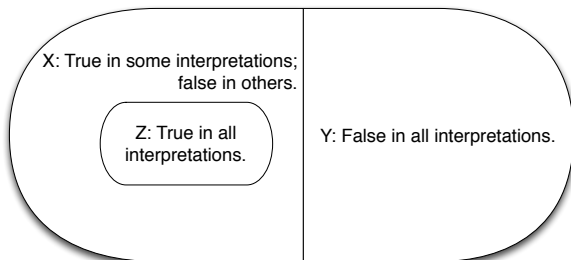 X: True in some interpretations;
false in others.
Z: True in all
interpretations.
Y: False in all interpretations.